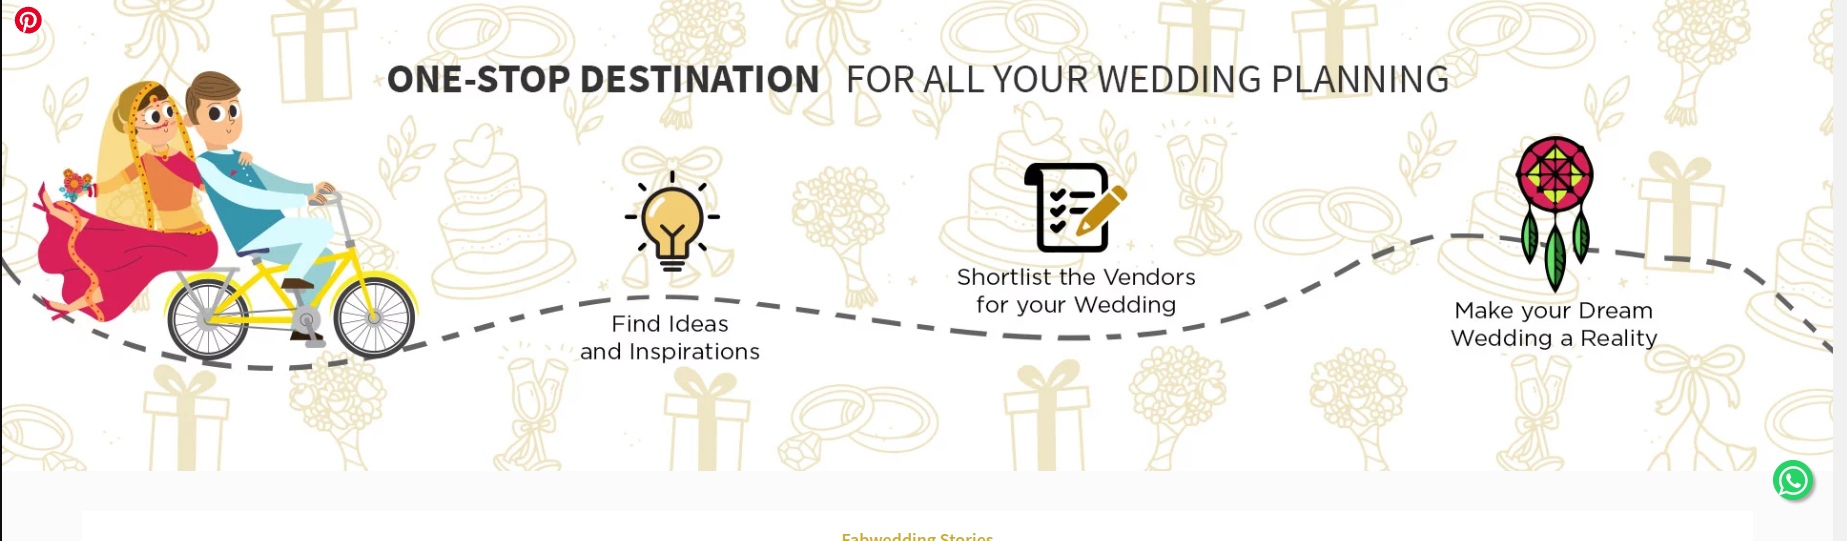 ONE-STOP DESTINATION FOR ALL YOUR WEDDING PLANNING
Find Ideas
and Inspirations
Shortlist the Vendors
for your Wedding
Make your Dream
Wedding a Reality
Fabwedding Stories